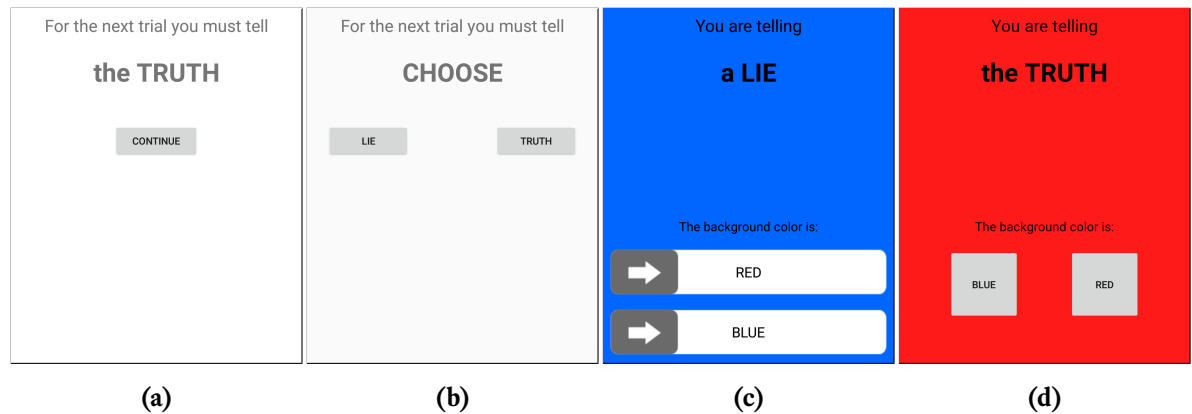 For the next trial you must tell
the TRUTH
CONTINUE
(a)
For the next trial you must tell
CHOOSE
LIE
TRUTH
(b)
You are telling
a LIE
The background color is:
RED
BLUE
(c)
You are telling
the TRUTH
The background color is:
BLUE
RED
(d)